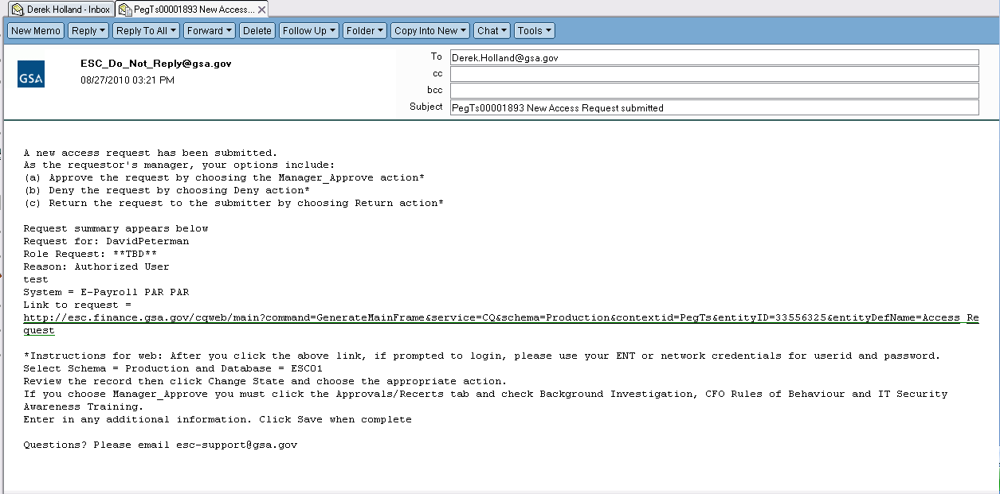 Derek Holland - Inbox
PegTs00001893 New Access...
New Memo
Reply
Reply To All
Forward
Delete
Follow Up
Folder
Copy Into New
Chat
Tools
GSA
ESC_Do_Not_Reply@gsa.gov
08/27/2010 03:21 PM
To Derek.Holland@gsa.gov
cc
bcc
Subject PegTs00001893 New Access Request submitted
A new access request has been submitted.
As the requestor's manager, your options include:
(a) Approve the request by choosing the Manager_Approve action*
(b) Deny the request by choosing Deny action*
(c) Return the request to the submitter by choosing Return action*
Request summary appears below
Request for: DavidPeterman
Role Request: **TBD**
Reason: Authorized User
test
System = E-Payroll PAR PAR
Link to request =
http://esc.finance.gsa.gov/cqweb/main?command=GenerateMainFrame&service=CQ&schema=Production&contextid=PegTs&entityID=33556325&entityDefName=Access_Re
quest
*Instructions for web: After you click the above link, if prompted to login, please use your ENT or network credentials for userid and password.
Select Schema = Production and Database = ESC01
Review the record then click Change State and choose the appropriate action.
If you choose Manager_Approve you must click the Approvals/Recerts tab and check Background Investigation, CFO Rules of Behaviour and IT Security
Awareness Training.
Enter in any additional information. Click Save when complete
Questions? Please email esc-support@gsa.gov